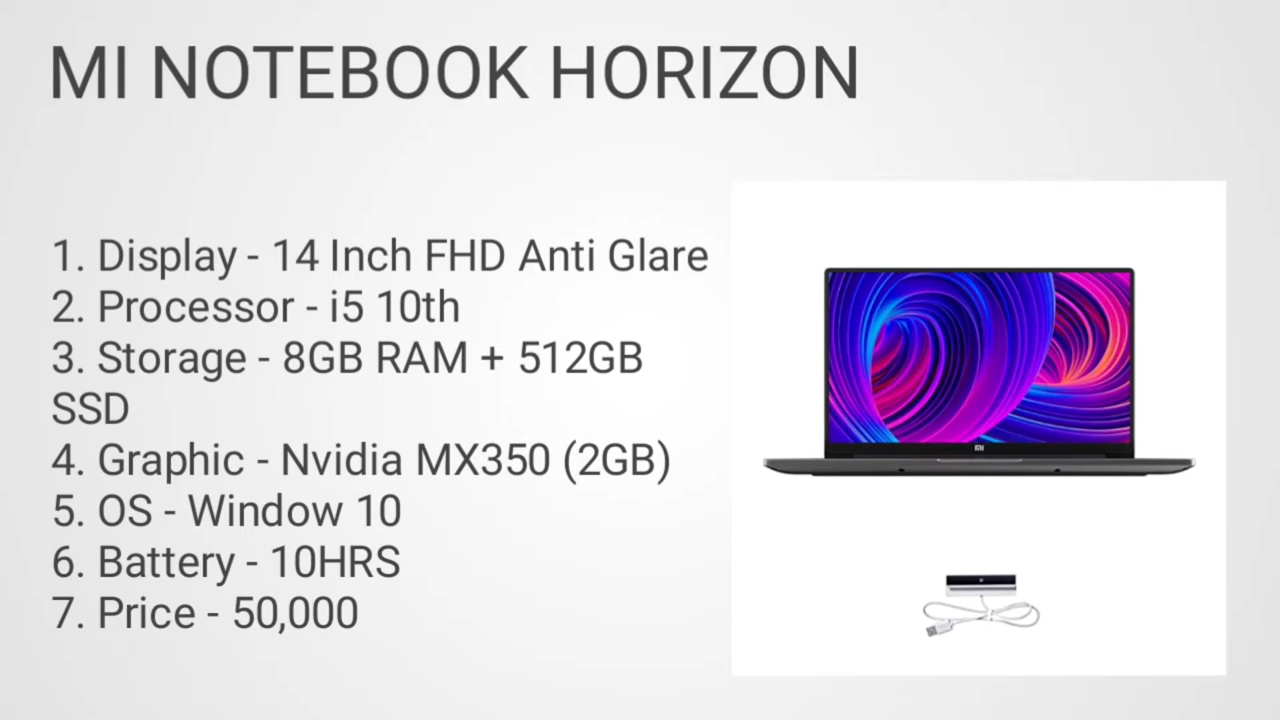 MI NOTEBOOK HORIZON
1. Display - 14 Inch FHD Anti Glare
2. Processor - i5 10th
3. Storage - 8GB RAM + 512GB
SSD
4. Graphic - Nvidia MX350 (2GB)
5. OS - Window 10
6. Battery - 10HRS
7. Price - 50,000
mi